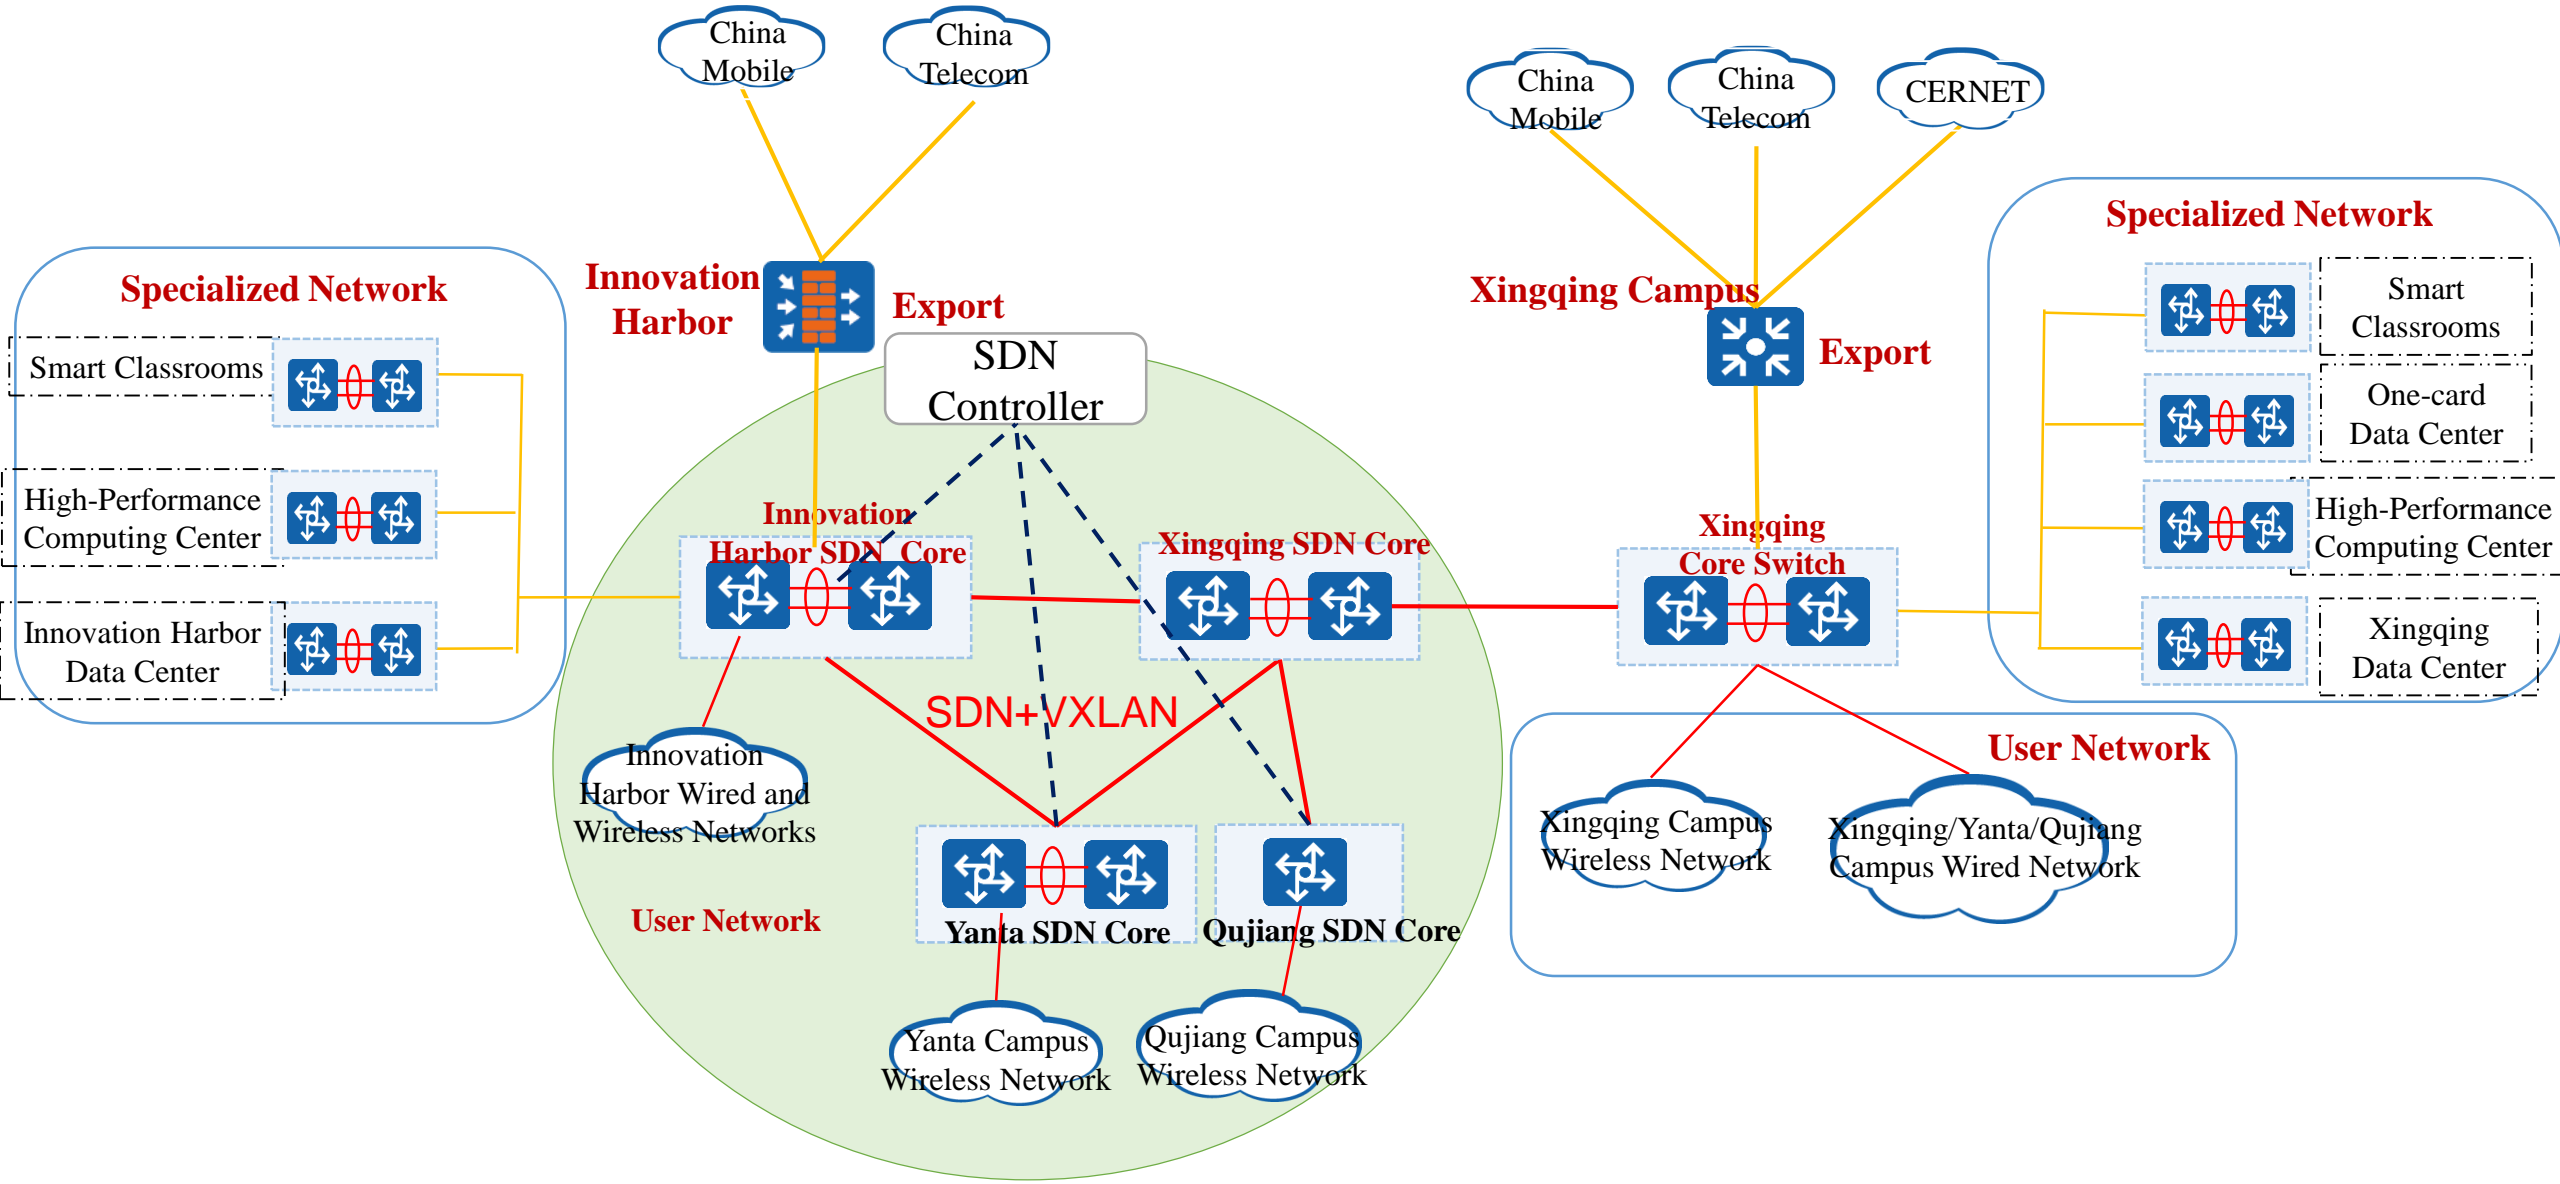 China
Mobile
China
Telecom
China
Mobile
China
Telecom
CERNET
Specialized Network
Smart Classrooms
High-Performance
Computing Center
Innovation Harbor
Data Center
Innovation
Harbor
Export
SDN
Controller
Xingqing Campus
Export
Specialized Network
Smart
Classrooms
One-card
Data Center
High-Performance
Computing Center
Xingqing
Data Center
Innovation
Harbor SDN Core
Xingqing SDN Core
Xingqing
Core Switch
SDN+VXLAN
Innovation
Harbor Wired and
Wireless Networks
User Network
Yanta SDN Core
Qujiang SDN Core
Yanta Campus
Wireless Network
Qujiang Campus
Wireless Network
User Network
Xingqing Campus
Wireless Network
Xingqing/Yanta/Qujiang
Campus Wired Network